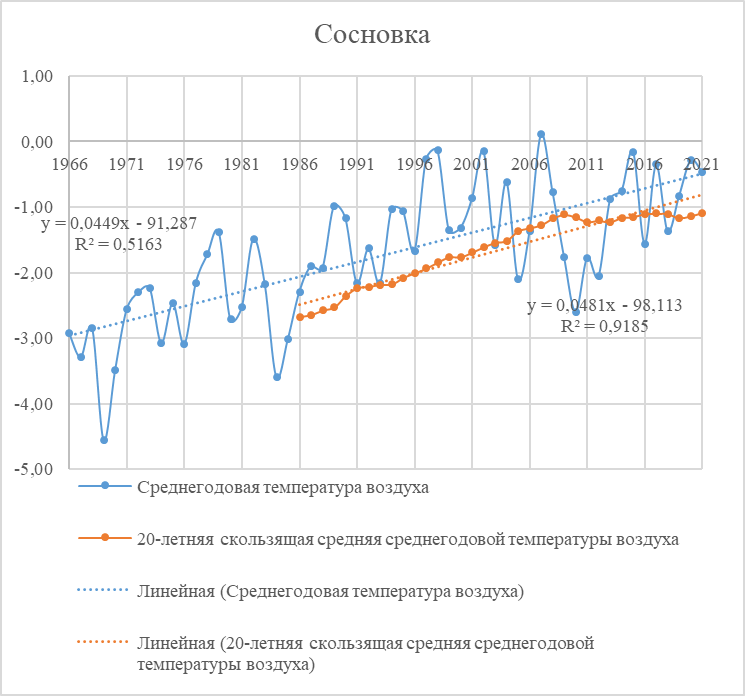 Сосновка
1,00
0,00
1966 1971 1976 1981 1986 1991 1996 2001 2006 2011 2016 2021
-1,00
y = 0,0449x - 91,287
R² = 0,5163
-2,00
y = 0,0481x - 98,113
R² = 0,9185
-3,00
-4,00
-5,00
Среднегодовая температура воздуха
20-летняя скользящая средняя среднегодовой температуры воздуха
Линейная (Среднегодовая температура воздуха)
Линейная (20-летняя скользящая средняя среднегодовой
температуры воздуха)